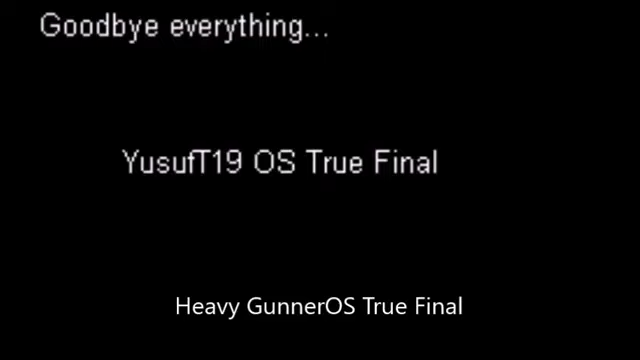 Goodbye everything...
YusufT19 OS True Final
Heavy GunnerOS True Final